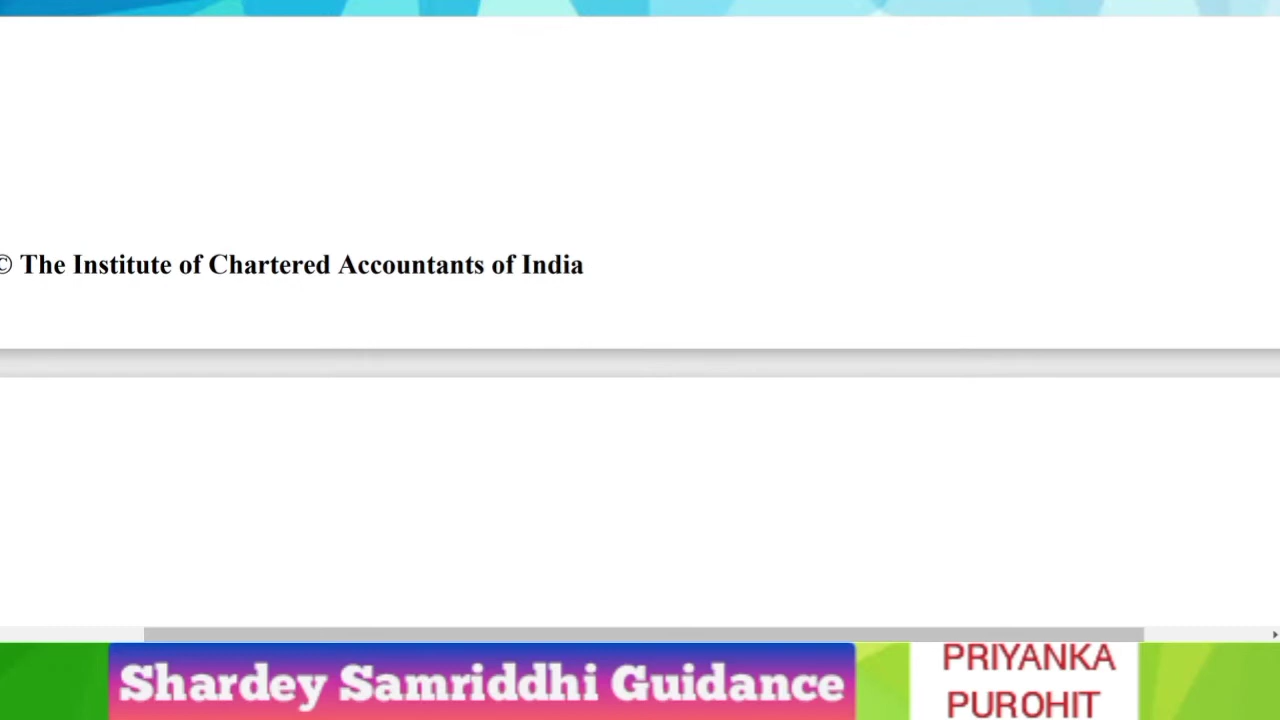 © The Institute of Chartered Accountants of India
Shardey Samriddhi Guidance
PRIYANKA
PUROHIT